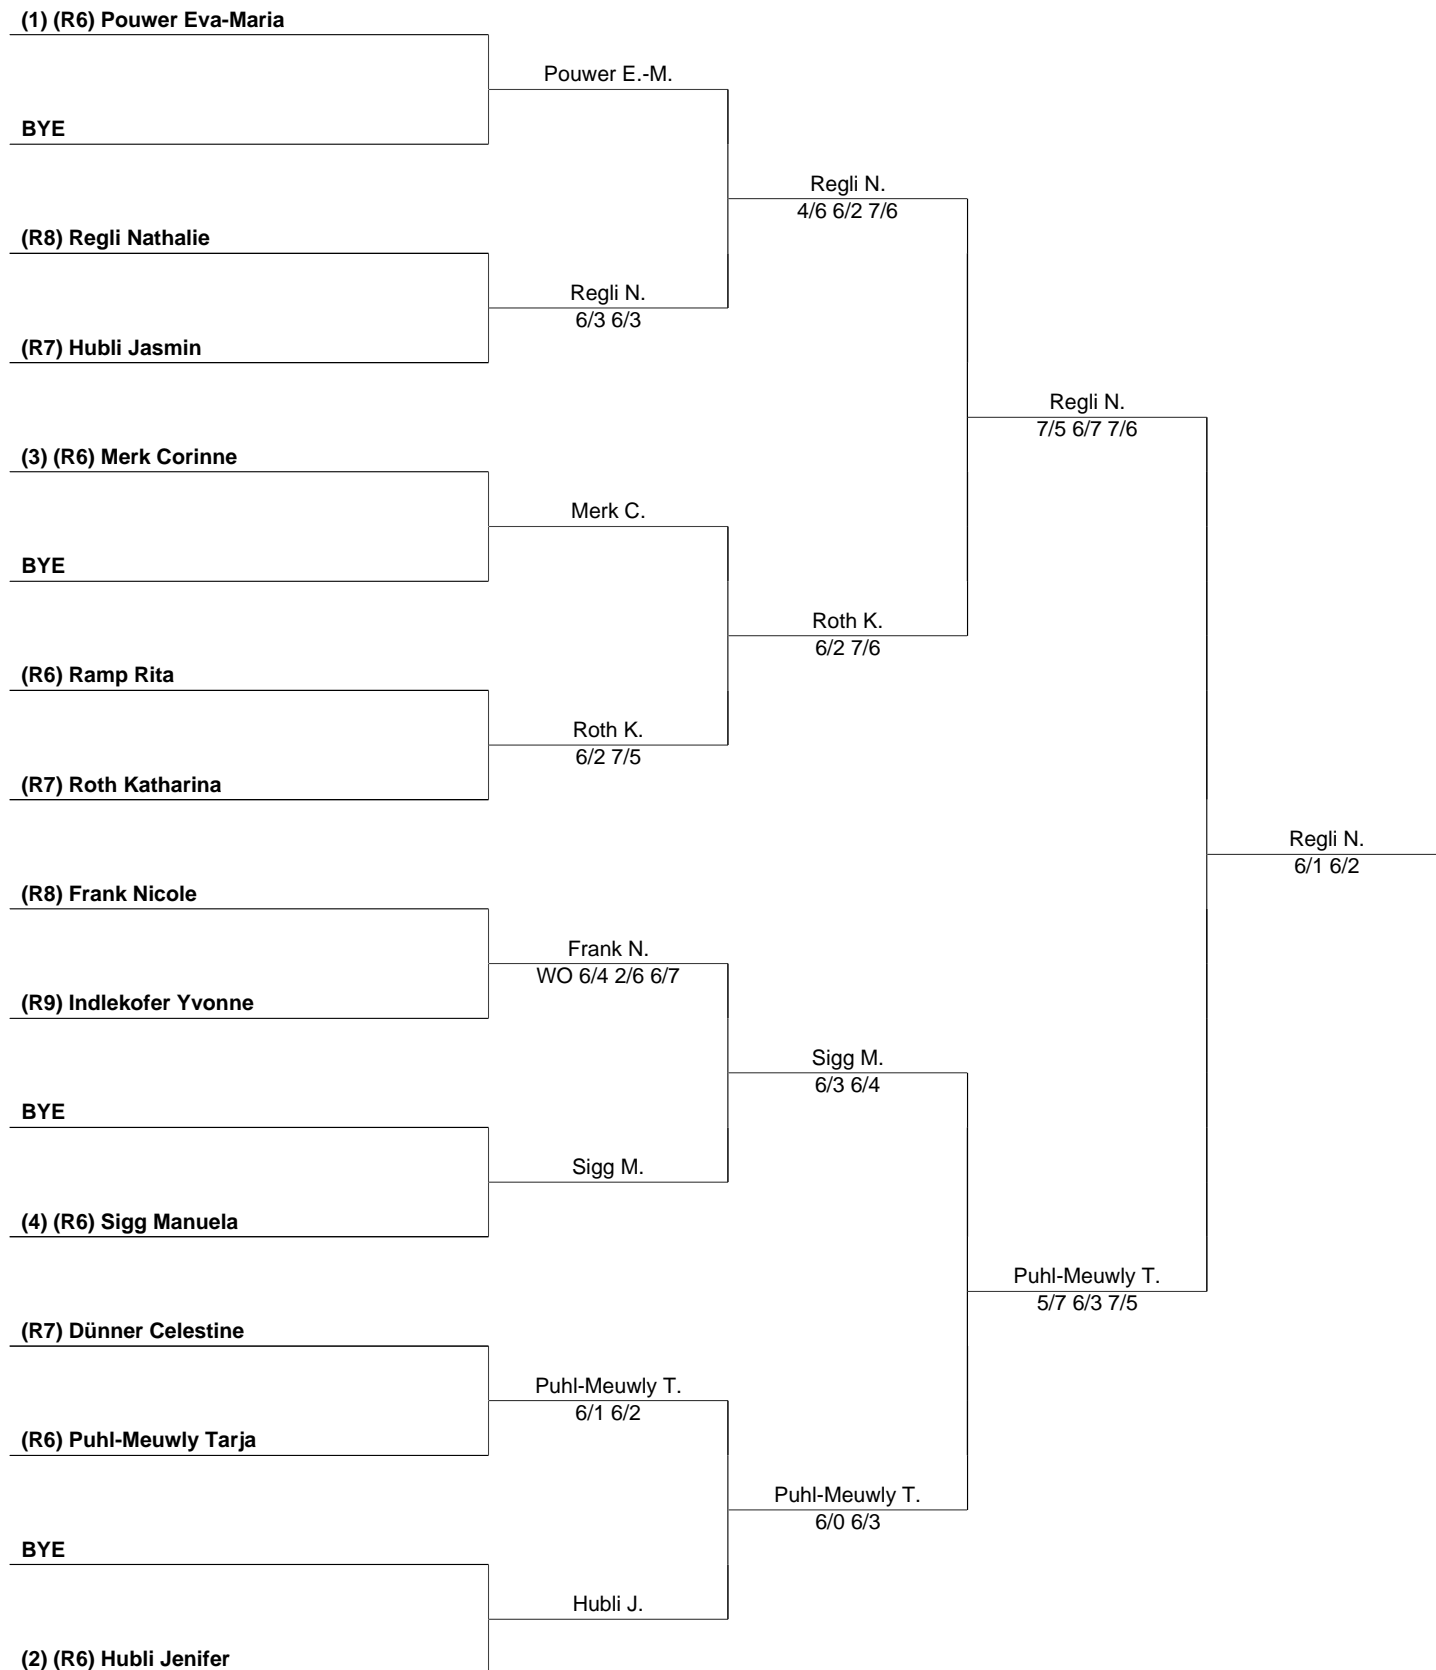 (1) (R6) Pouwer Eva-Maria
Pouwer E.-M.
BYE
Regli N.
4/6 6/2 7/6
(R8) Regli Nathalie
Regli N.
6/3 6/3
(R7) Hubli Jasmin
Regli N.
7/5 6/7 7/6
(3) (R6) Merk Corinne
Merk C.
BYE
Roth K.
6/2 7/6
(R6) Ramp Rita
Roth K.
6/2 7/5
(R7) Roth Katharina
Regli N.
6/1 6/2
(R8) Frank Nicole
Frank N.
WO 6/4 2/6 6/7
(R9) Indlekofer Yvonne
Sigg M.
6/3 6/4
BYE
Sigg M.
(4) (R6) Sigg Manuela
Puhl-Meuwly T.
5/7 6/3 7/5
(R7) Dünner Celestine
Puhl-Meuwly T.
6/1 6/2
(R6) Puhl-Meuwly Tarja
Puhl-Meuwly T.
6/0 6/3
BYE
Hubli J.
(2) (R6) Hubli Jenifer